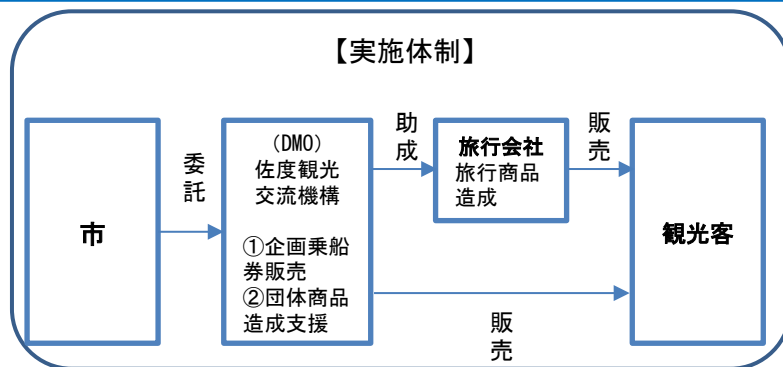 【実施体制】
市
委託
（DMO）
佐度観光
交流機構
①企画乗船
券販売
②団体商品
造成支援
助成
旅行会社
旅行商品
造成
販売
観光客
販売